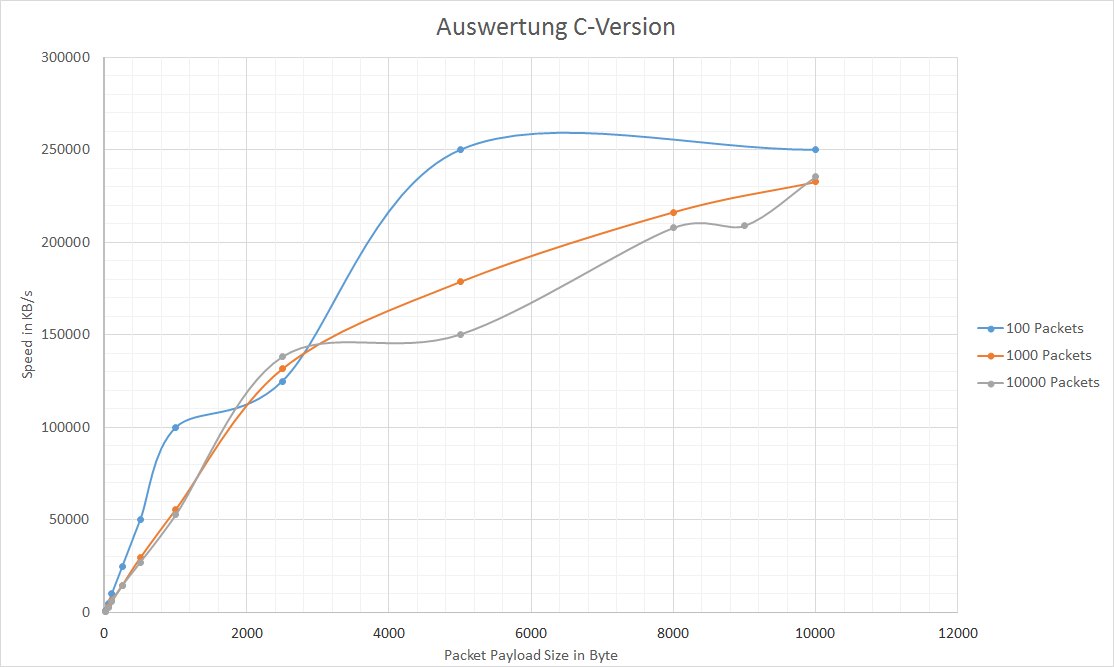 Auswertung C-Version
300000
250000
200000
150000
100000
50000
0
Speed in KB/s
0 2000 4000 6000 8000 10000 12000
Packet Payload Size in Byte
100 Packets
1000 Packets
10000 Packets